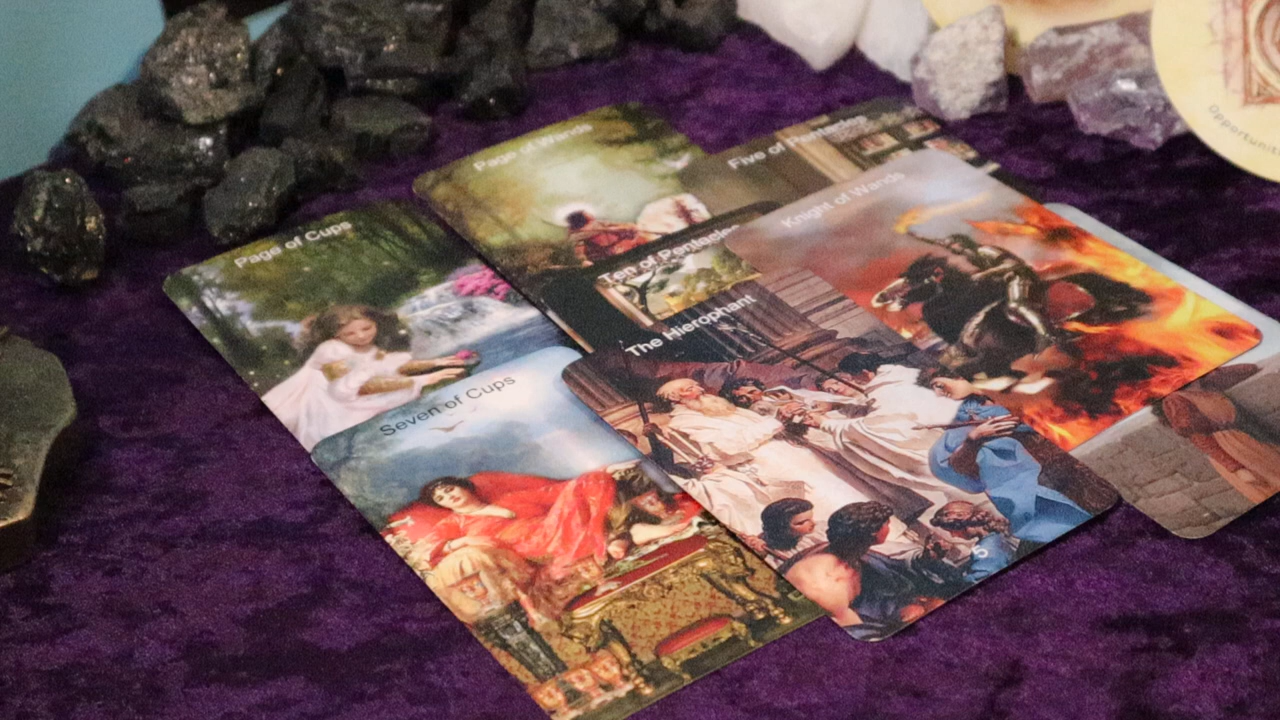 Page of Wands
Five of Pentacles
Knight of Wands
Page of Cups
Ten of Pentacles
The Hierophant
Seven of Cups
5